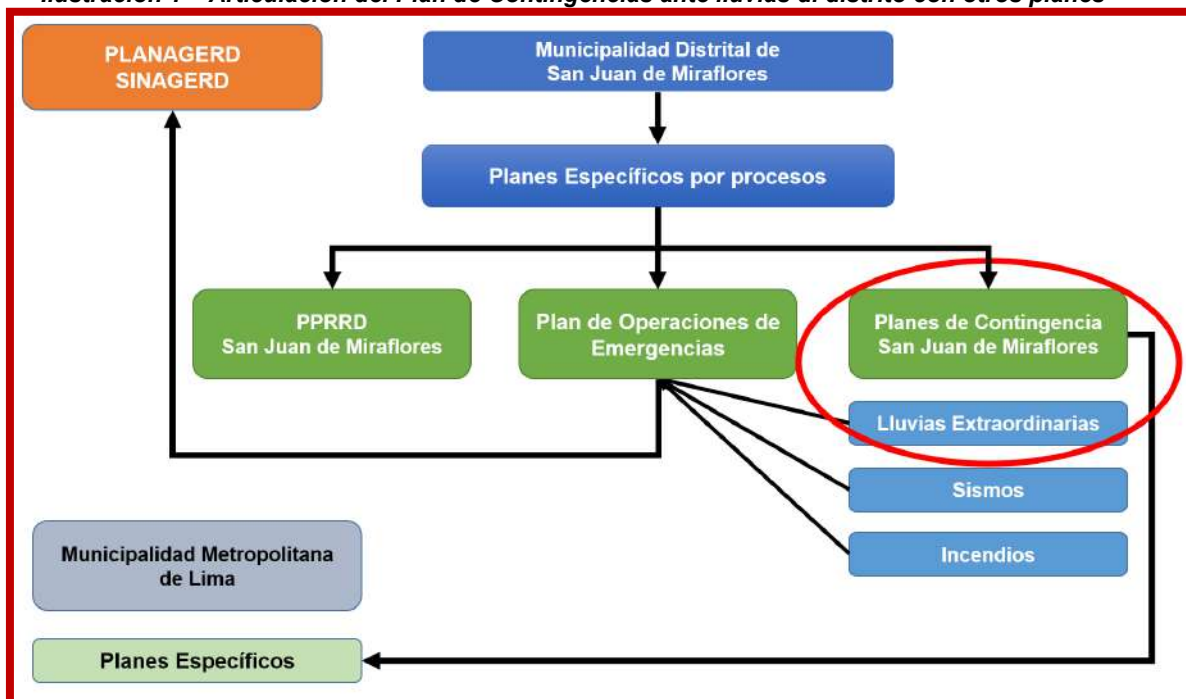 Ilustración 1 – Articulación del Plan de Contingencias ante lluvias al distrito con otros planes
PLANAGERD
SINAGERD
Municipalidad Distrital de
San Juan de Miraflores
Planes Específicos por procesos
PPRRD
San Juan de Miraflores
Plan de Operaciones de
Emergencias
Planes de Contingencia
San Juan de Miraflores
Lluvias Extraordinarias
Sismos
Incendios
Municipalidad Metropolitana
de Lima
Planes Específicos